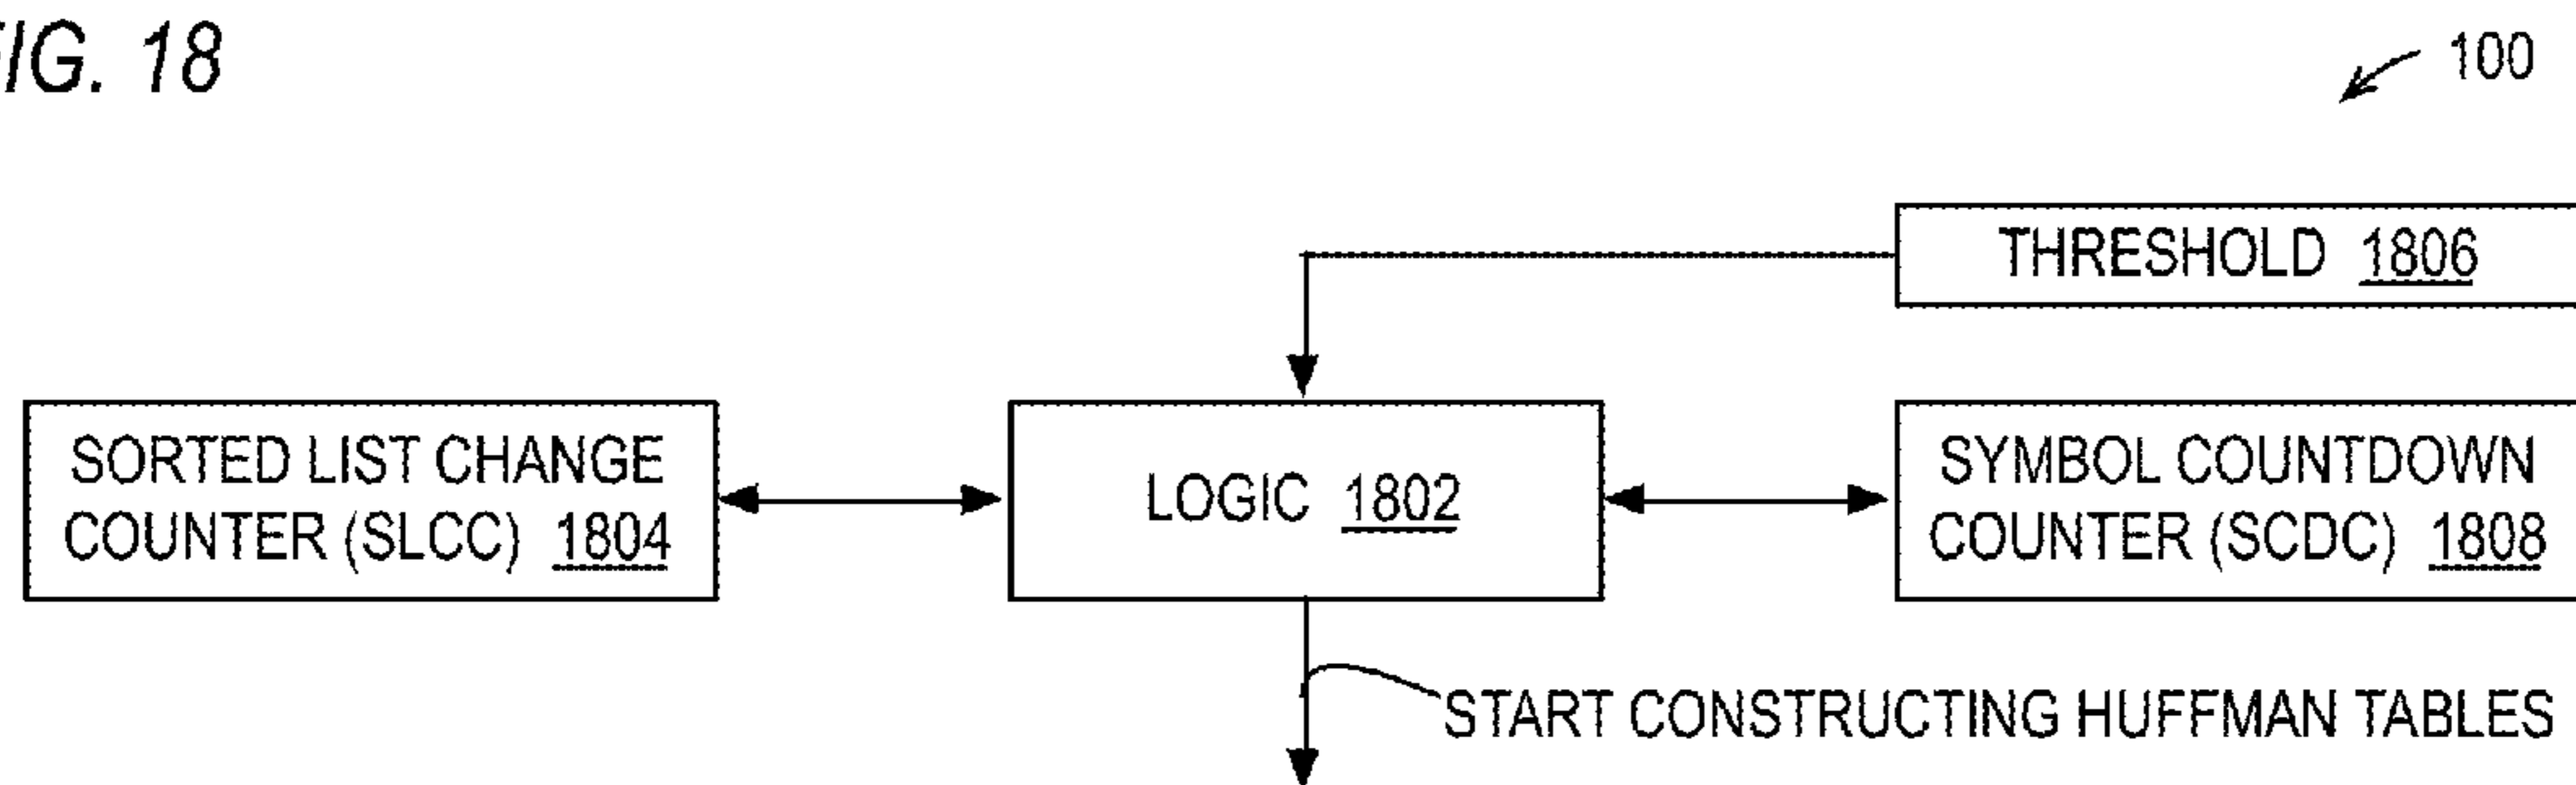 FIG. 18
100
THRESHOLD 1806
SORTED LIST CHANGE
COUNTER (SLCC) 1804
LOGIC 1802
SYMBOL COUNTDOWN
COUNTER (SCDC) 1808
START CONSTRUCTING HUFFMAN TABLES